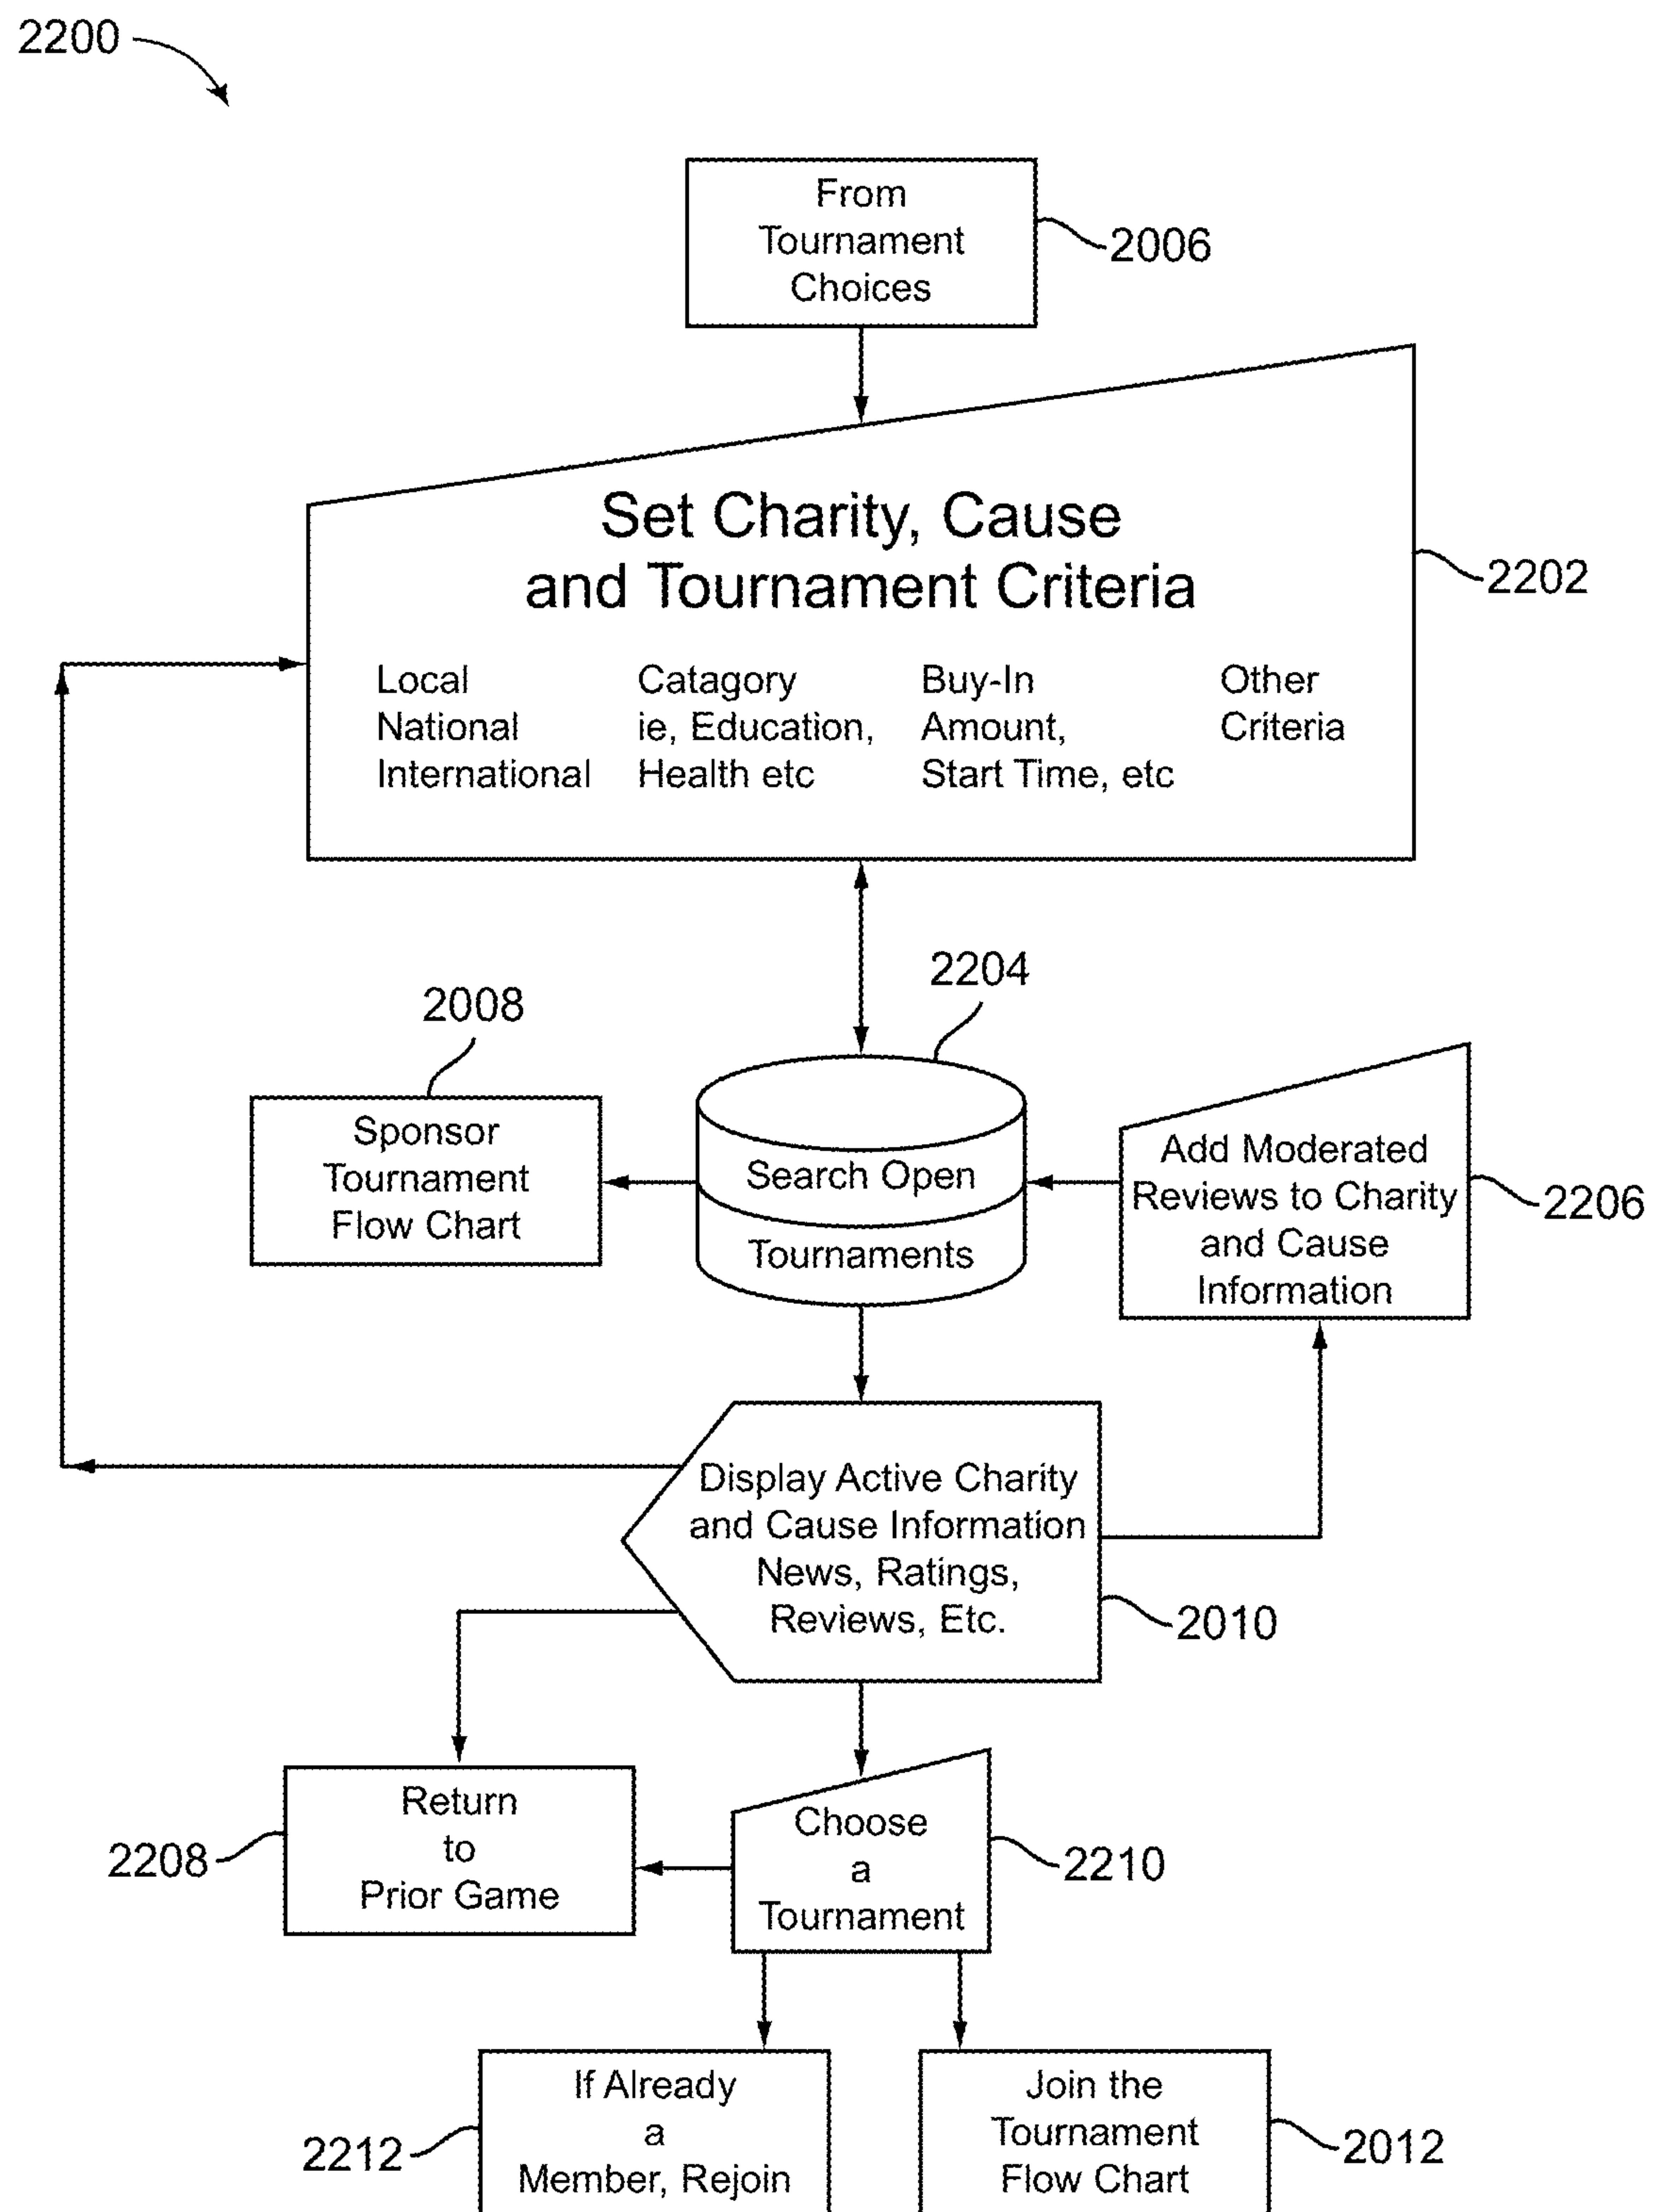 2200
From
Tournament
Choices
2006
Set Charity, Cause
and Tournament Criteria
2202
Local
National
International
Catagory
ie, Education,
Health etc
Buy-In
Amount,
Start Time, etc
Other
Criteria
2204
2008
Sponsor
Tournament
Flow Chart
Search Open
Tournaments
Add Moderated
Reviews to Charity
and Cause
Information
2206
Display Active Charity
and Cause Information
News, Ratings,
Reviews, Etc.
2010
Return
to
Prior Game
2208
Choose
a
Tournament
2210
If Already
a
Member, Rejoin
2212
Join the
Tournament
Flow Chart
2012